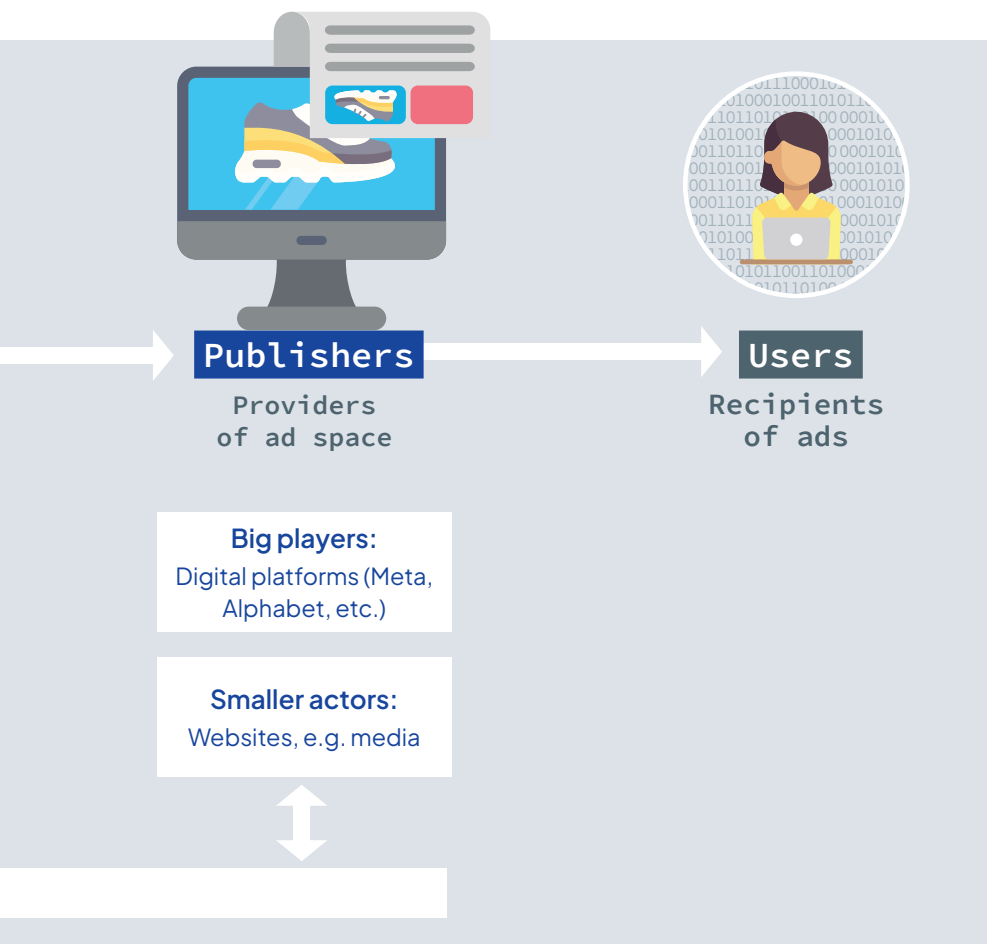 Publishers
Providers
of ad space
Users
Recipients
of ads
Big players:
Digital platforms (Meta,
Alphabet, etc.)
Smaller actors:
Websites, e.g. media